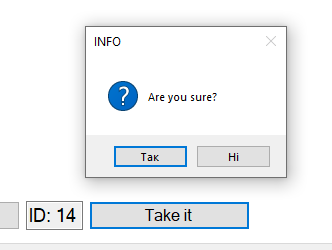 INFO
Are you sure?
Так
Ні
ID: 14
Take it